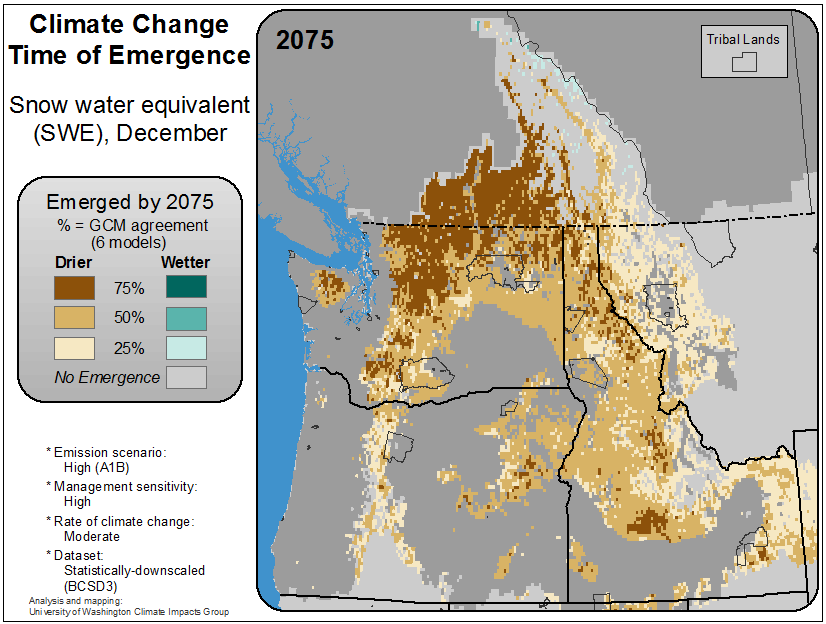 Climate Change
Time of Emergence
Snow water equivalent
(SWE), December
Emerged by 2075
% = GCM agreement
(6 models)
Drier
Wetter
75%
50%
25%
No Emergence
* Emission scenario:
High (A1B)
* Management sensitivity:
High
* Rate of climate change:
Moderate
* Dataset:
Statistically-downscaled
(BCSD3)
Analysis and mapping:
University of Washington Climate Impacts Group
2075
Tribal Lands